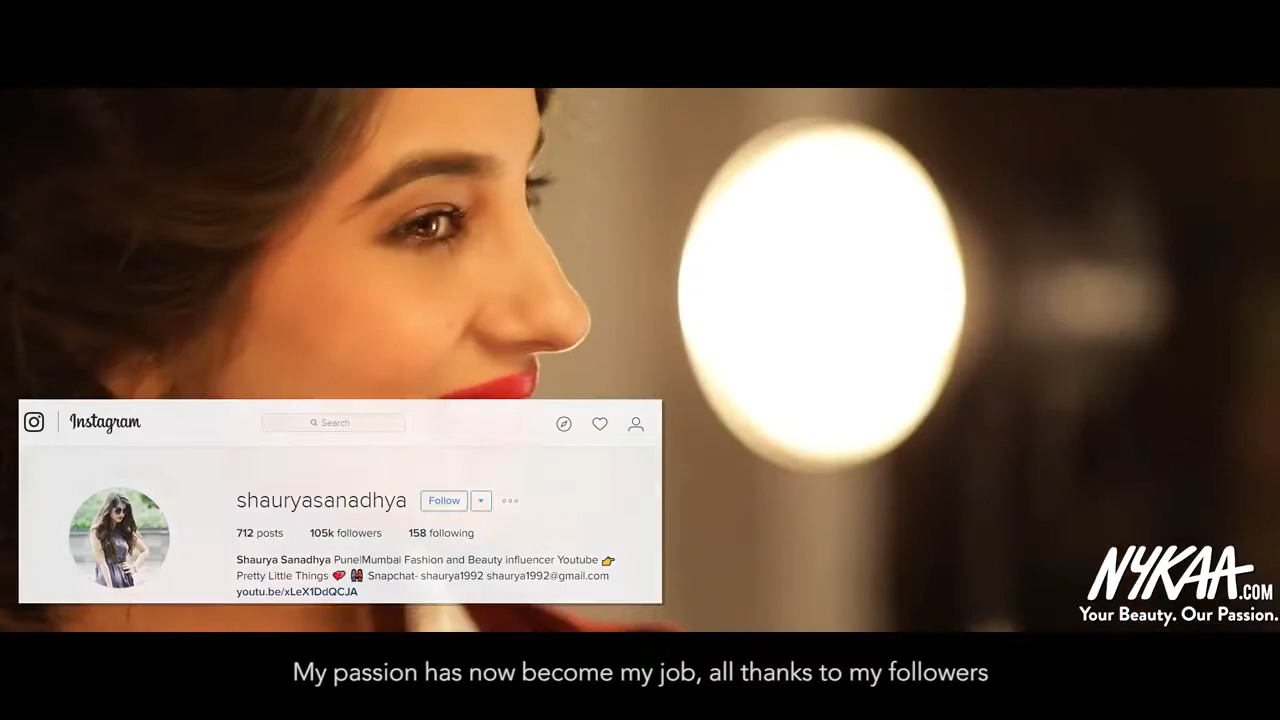 Instagram
Search
shauryasanadhya Follow
712 posts 105k followers 158 following
Shaurya Sanadhya Pune|Mumbai Fashion and Beauty influencer Youtube 👉
Pretty Little Things 💘 👭 Snapchat- shaurya1992 shaurya1992@gmail.com
youtu.be/xLeX1DdQCJA
NYKAA.COM
Your Beauty. Our Passion.
My passion has now become my job, all thanks to my followers